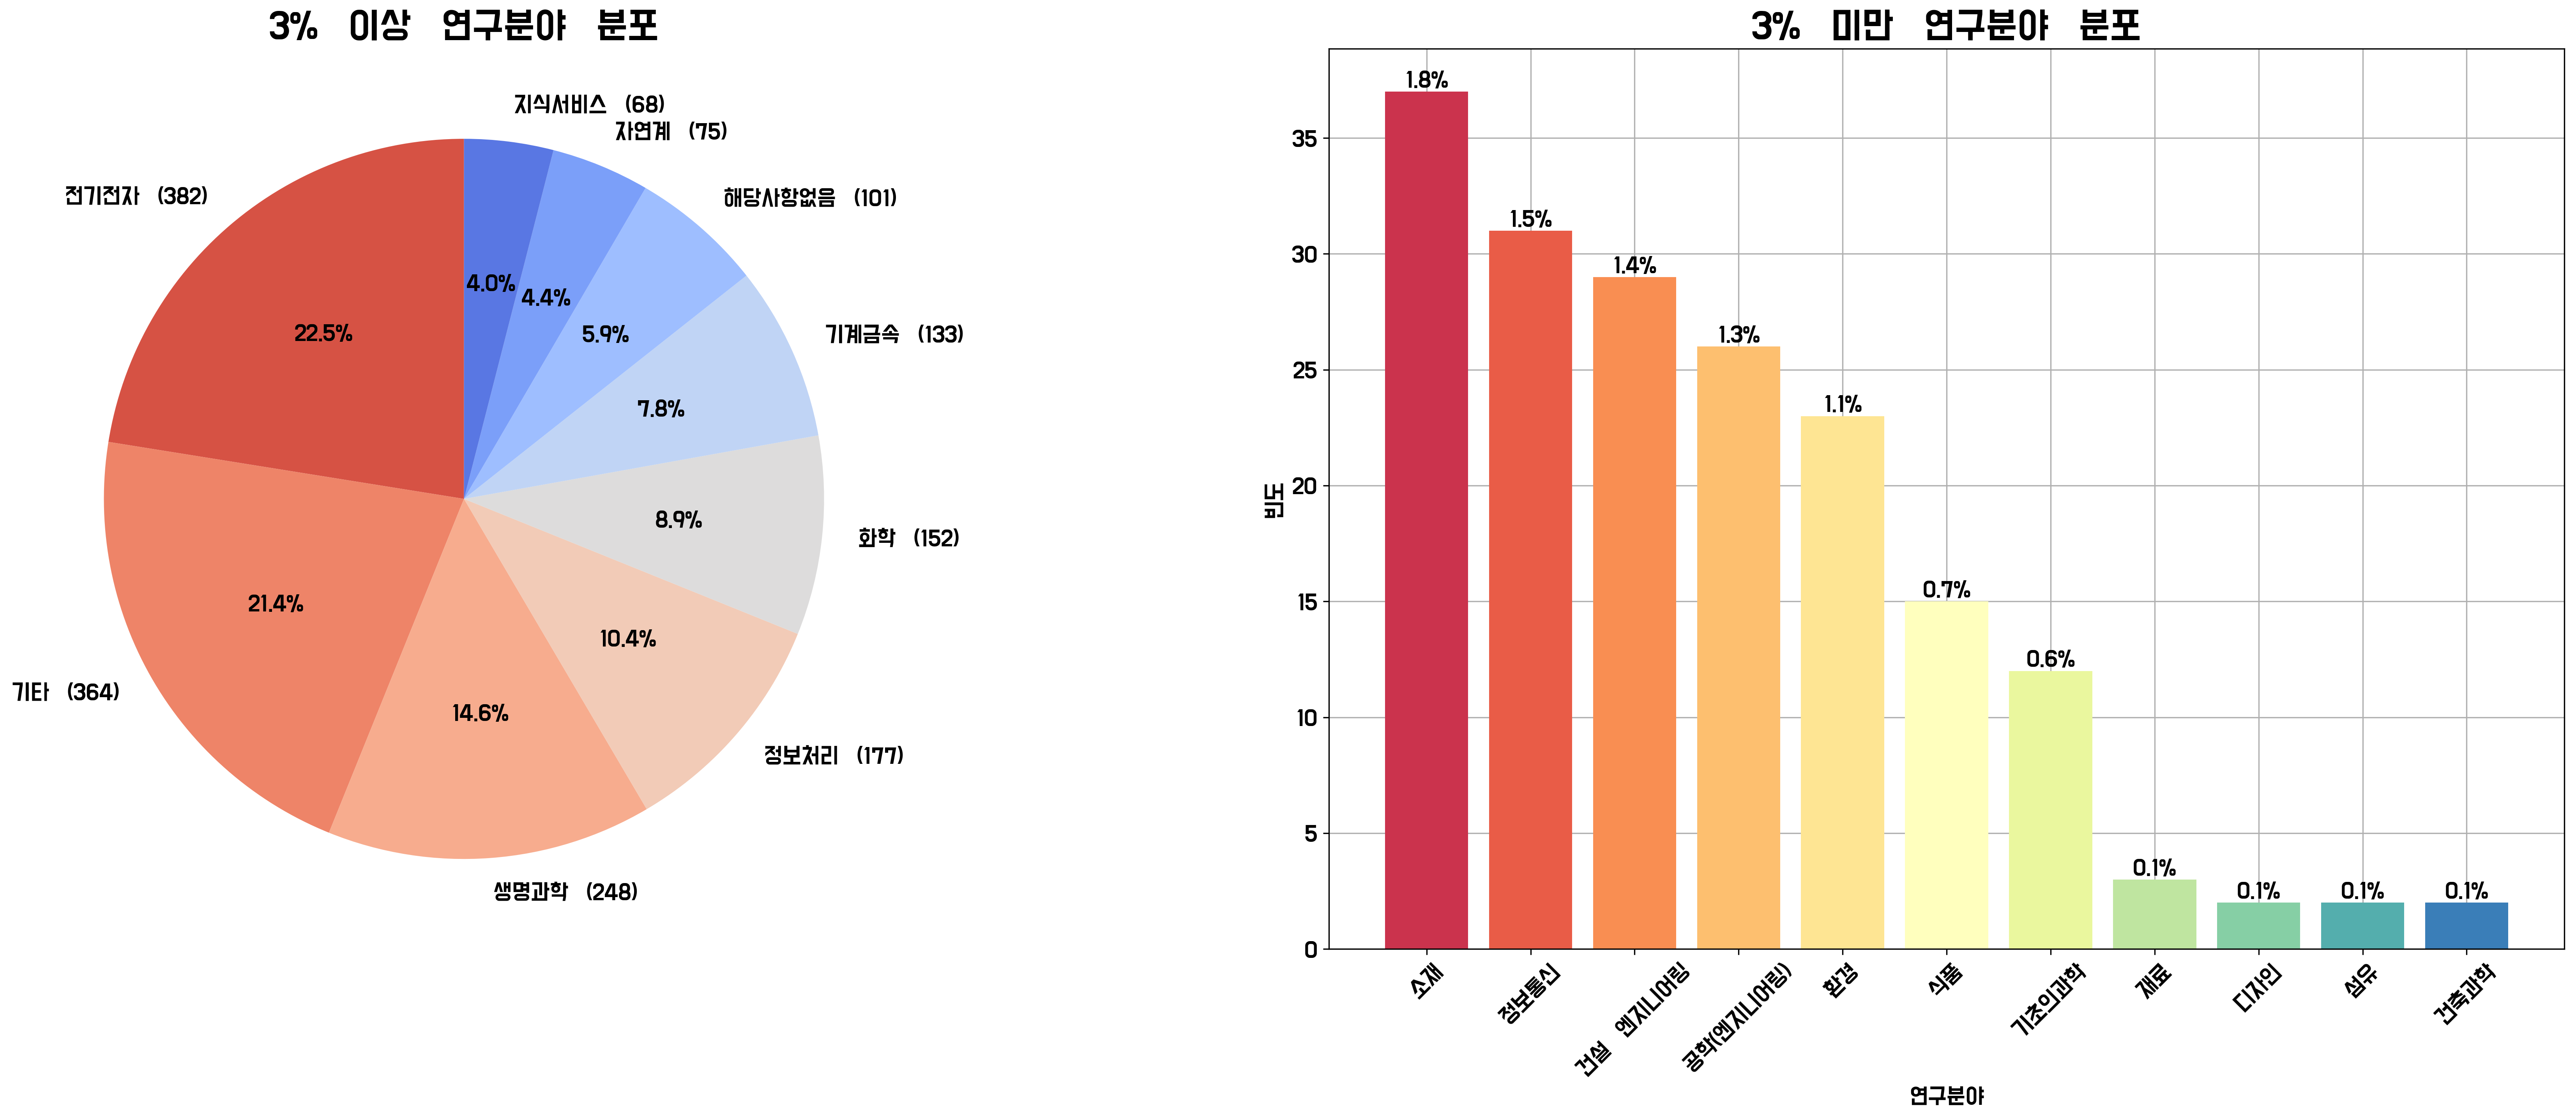 3% 이상 연구분야 분포
지식서비스 (68)
자연계 (75)
해당사항없음 (101)
전기전자 (382)
기계금속 (133)
화학 (152)
기타 (364)
정보처리 (177)
생명과학 (248)
4.0%
4.4%
5.9%
22.5%
7.8%
8.9%
21.4%
10.4%
14.6%
3% 미만 연구분야 분포
빈도
35
30
25
20
15
10
5
0
1.8%
1.5%
1.4%
1.3%
1.1%
0.7%
0.6%
0.1%
0.1%
0.1%
0.1%
소재
정보통신
건설 엔지니어링
공학(엔지니어링)
환경
식품
기초의과학
재료
디자인
섬유
건축과학
연구분야